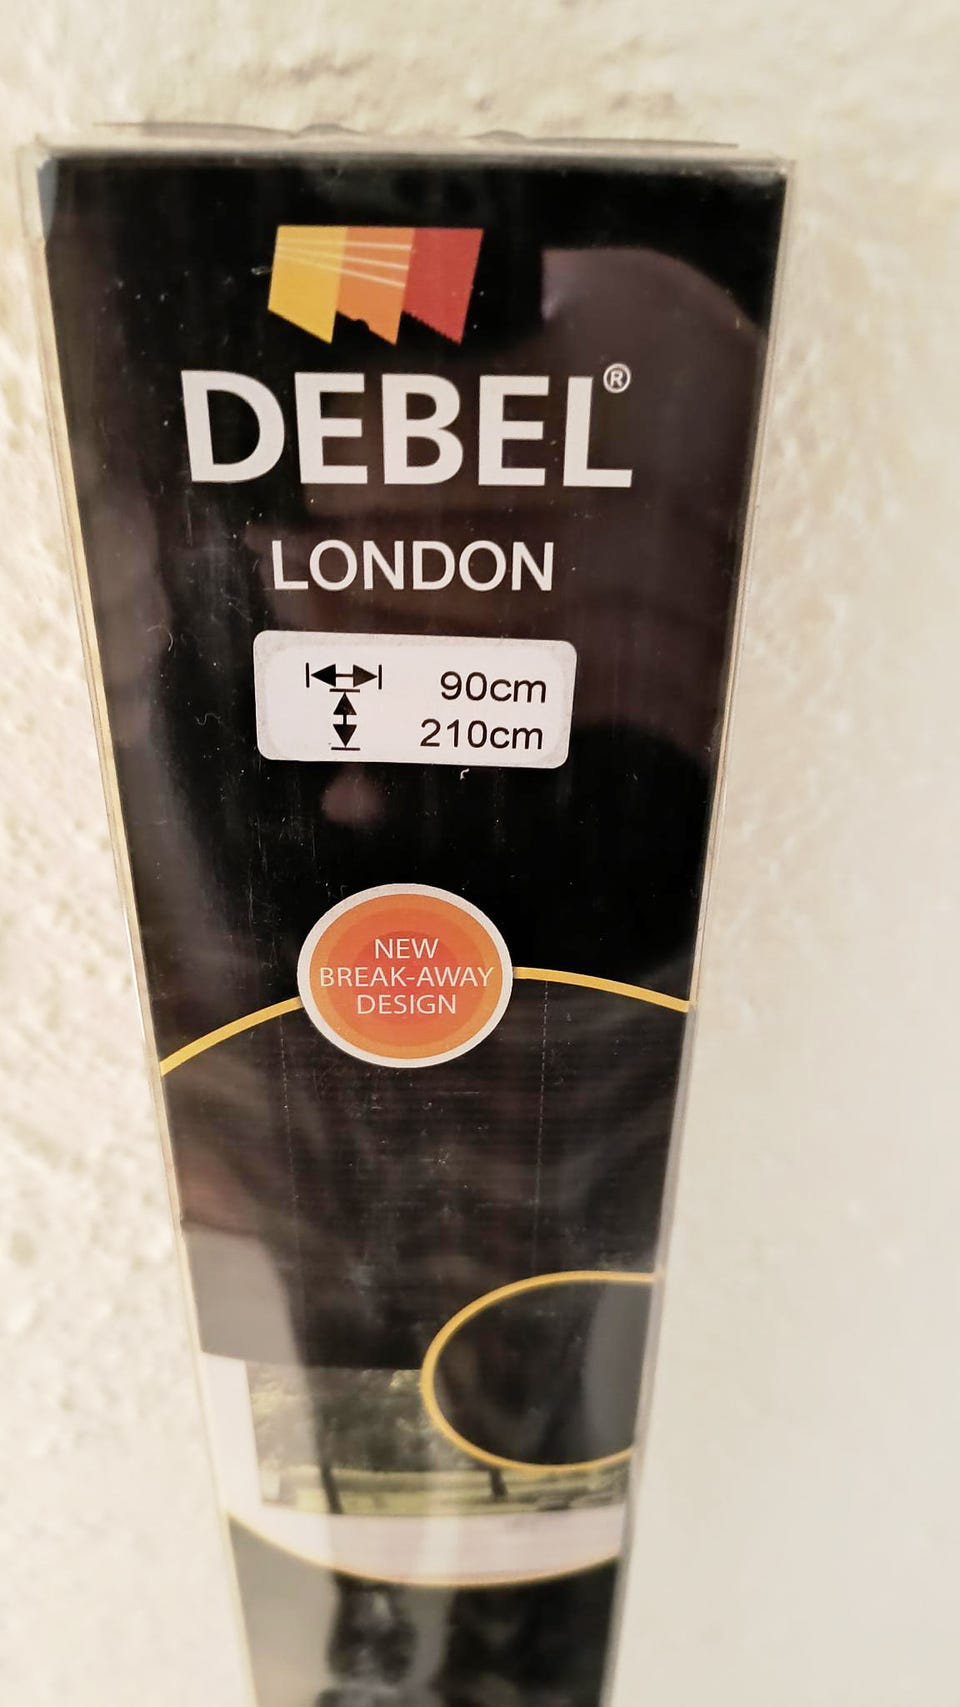 DEBEL®
LONDON
90cm
210cm
NEW
BREAK-AWAY
DESIGN